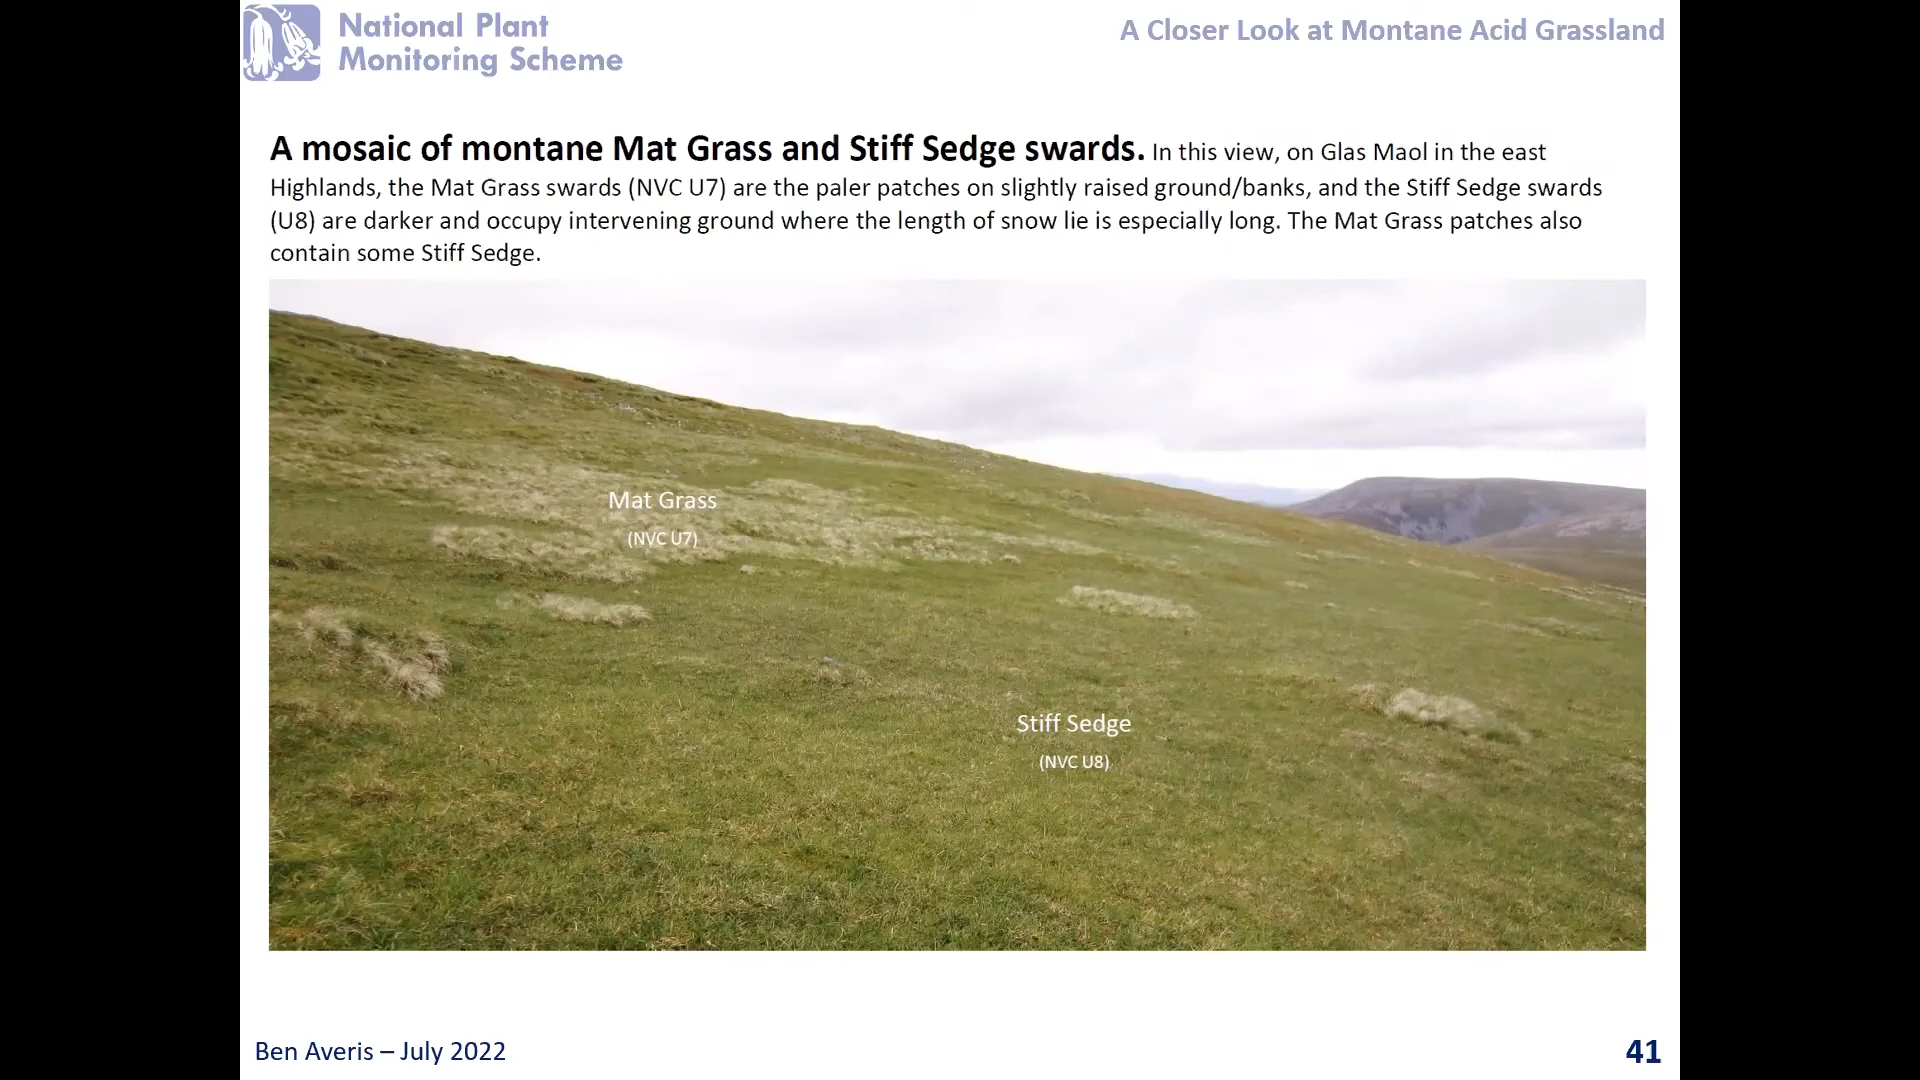 National Plant
Monitoring Scheme
A Closer Look at Montane Acid Grassland
A mosaic of montane Mat Grass and Stiff Sedge swards. In this view, on Glas Maol in the east
Highlands, the Mat Grass swards (NVC U7) are the paler patches on slightly raised ground/banks, and the Stiff Sedge swards
(U8) are darker and occupy intervening ground where the length of snow lie is especially long. The Mat Grass patches also
contain some Stiff Sedge.
Mat Grass
(NVC U7)
Stiff Sedge
(NVC U8)
Ben Averis – July 2022
41